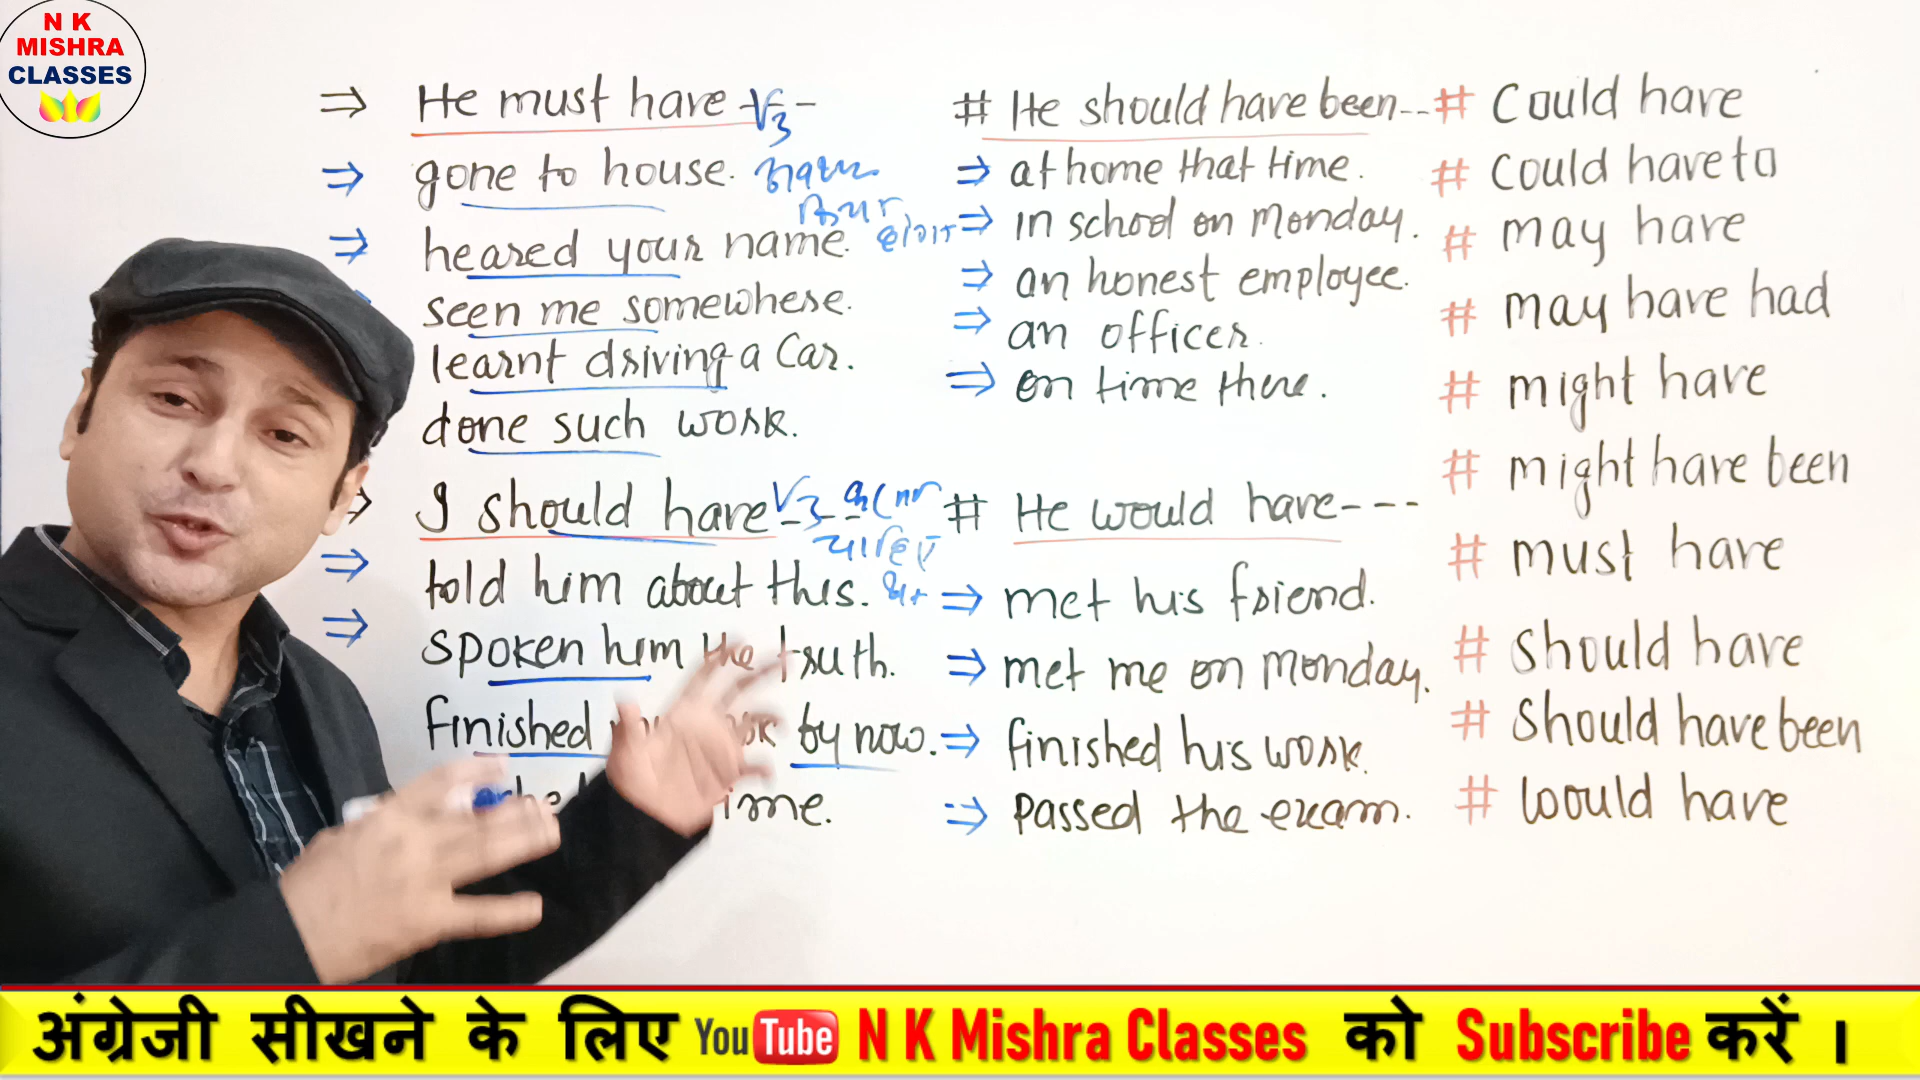 N K
MISHRA
CLASSES
⇒ He must have - V3 -
⇒ gone to house.
⇒ heared your name.
seen me somewhere.
learnt driving a Car.
done such work.
I should have V3 - - -
⇒ told him about this.
⇒ spoken him the truth.
finished by now.
time.
# He should have been--
⇒ at home that time.
⇒ in school on Monday.
⇒ an honest employee.
⇒ an officer.
⇒ on time there.
# He would have----
⇒ met his friend.
⇒ met me on Monday.
⇒ finished his work.
⇒ passed the exam.
# Could have
# Could have to
# may have
# may have had
# might have
# might have been
# must have
# should have
# should have been
# would have
अंग्रेजी सीखने के लिए YouTube N K Mishra Classes को Subscribe करें ।